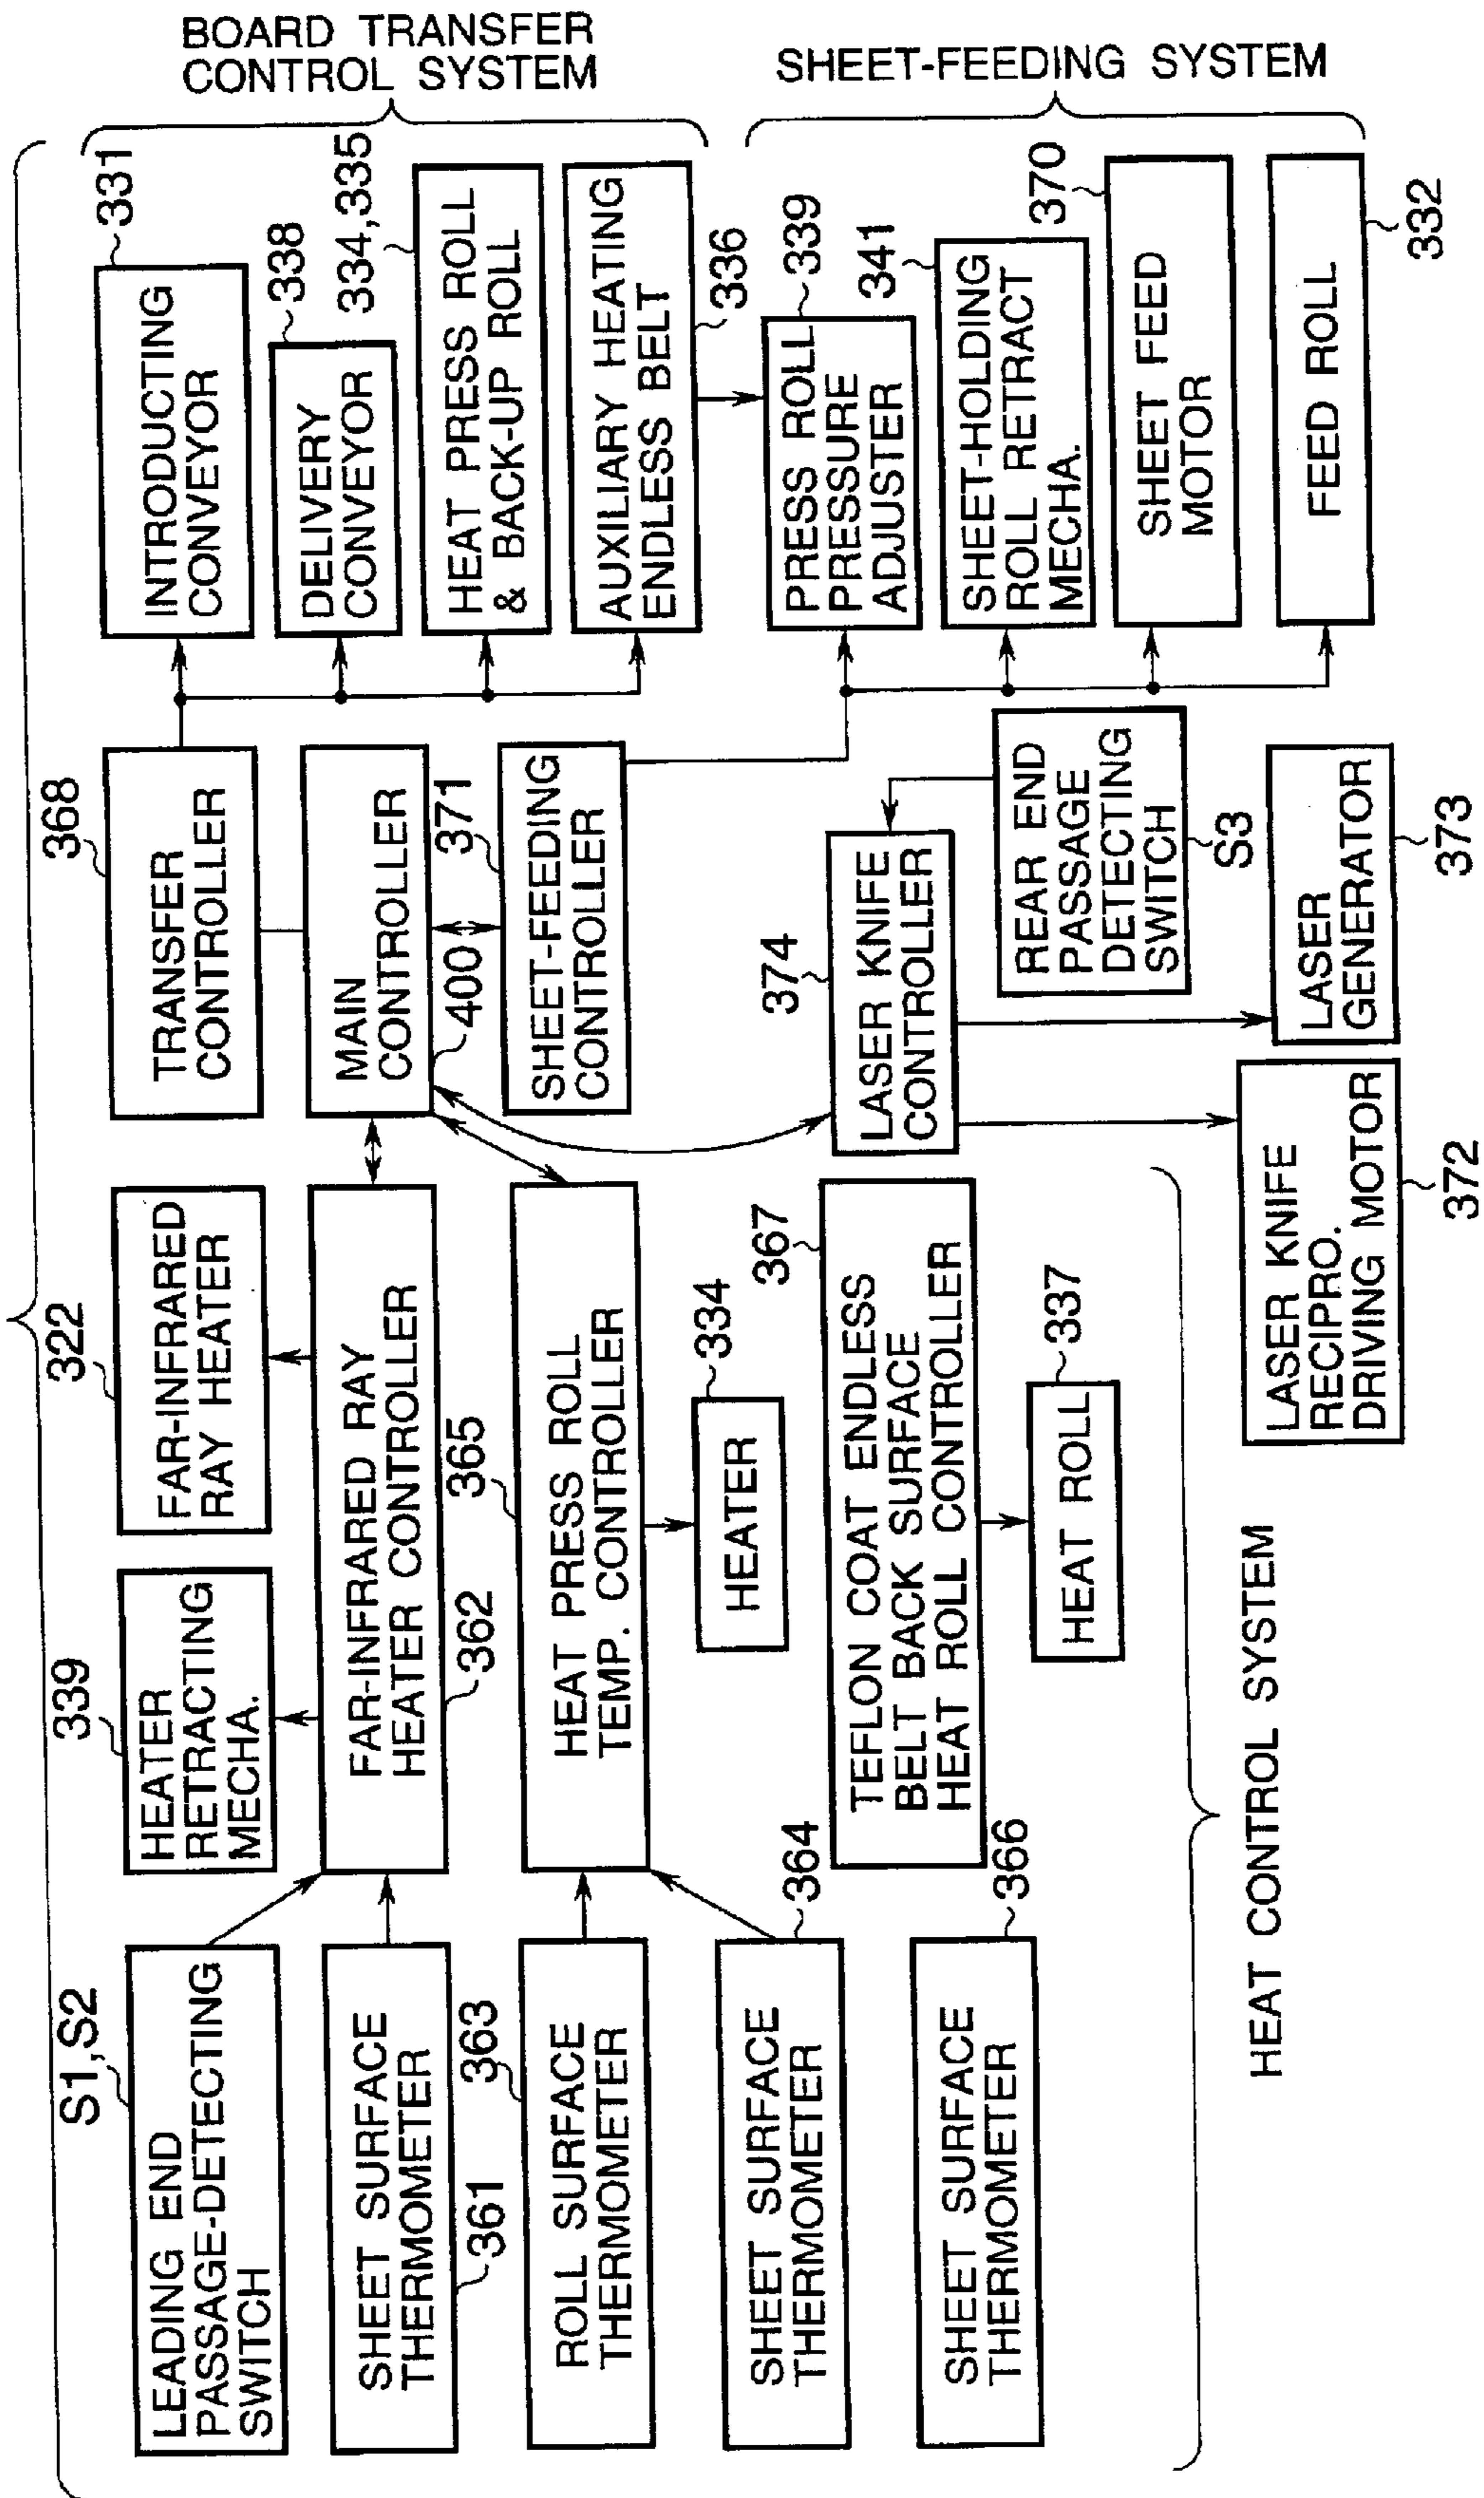 BOARD TRANSFER
CONTROL SYSTEM
SHEET-FEEDING SYSTEM
331
INTRODUCTING
CONVEYOR
338
DELIVERY
CONVEYOR
334,335
HEAT PRESS ROLL
& BACK-UP ROLL
AUXILIARY HEATING
ENDLESS BELT
336
339
PRESS ROLL
PRESSURE
ADJUSTER
341
SHEET-HOLDING
ROLL RETRACT
MECHA.
370
SHEET FEED
MOTOR
FEED ROLL
332
368
TRANSFER
CONTROLLER
MAIN
CONTROLLER
400
371
SHEET-FEEDING
CONTROLLER
374
LASER KNIFE
CONTROLLER
REAR END
PASSAGE
DETECTING
SWITCH
S3
LASER
GENERATOR
373
LASER KNIFE
RECIPRO.
DRIVING MOTOR
372
322
FAR-INFRARED
RAY HEATER
339
HEATER
RETRACTING
MECHA.
FAR-INFRARED RAY
HEATER CONTROLLER
362
365
HEAT PRESS ROLL
TEMP. CONTROLLER
334
HEATER
367
TEFLON COAT ENDLESS
BELT BACK SURFACE
HEAT ROLL CONTROLLER
337
HEAT ROLL
S1,S2
LEADING END
PASSAGE-DETECTING
SWITCH
SHEET SURFACE
THERMOMETER
361
363
ROLL SURFACE
THERMOMETER
364
SHEET SURFACE
THERMOMETER
366
SHEET SURFACE
THERMOMETER
HEAT CONTROL SYSTEM